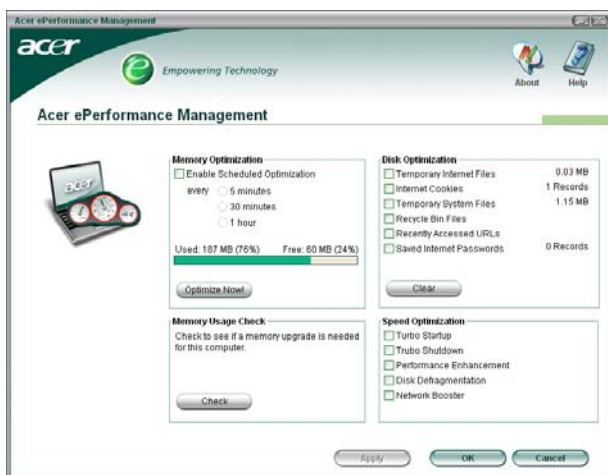 Acer ePerformance Management
acer
e Empowering Technology
About
Help
Acer ePerformance Management
acer
Memory Optimization
Enable Scheduled Optimization
every 5 minutes
30 minutes
1 hour
Used: 187 MB (76%) Free: 60 MB (24%)
Optimize Now!
Disk Optimization
Temporary Internet Files 0.03 MB
Internet Cookies 1 Records
Temporary System Files 1.15 MB
Recycle Bin Files
Recently Accessed URLs
Saved Internet Passwords 0 Records
Clear
Memory Usage Check
Check to see if a memory upgrade is needed
for this computer.
Check
Speed Optimization
Turbo Startup
Trubo Shutdown
Performance Enhancement
Disk Defragmentation
Network Booster
Apply
OK
Cancel